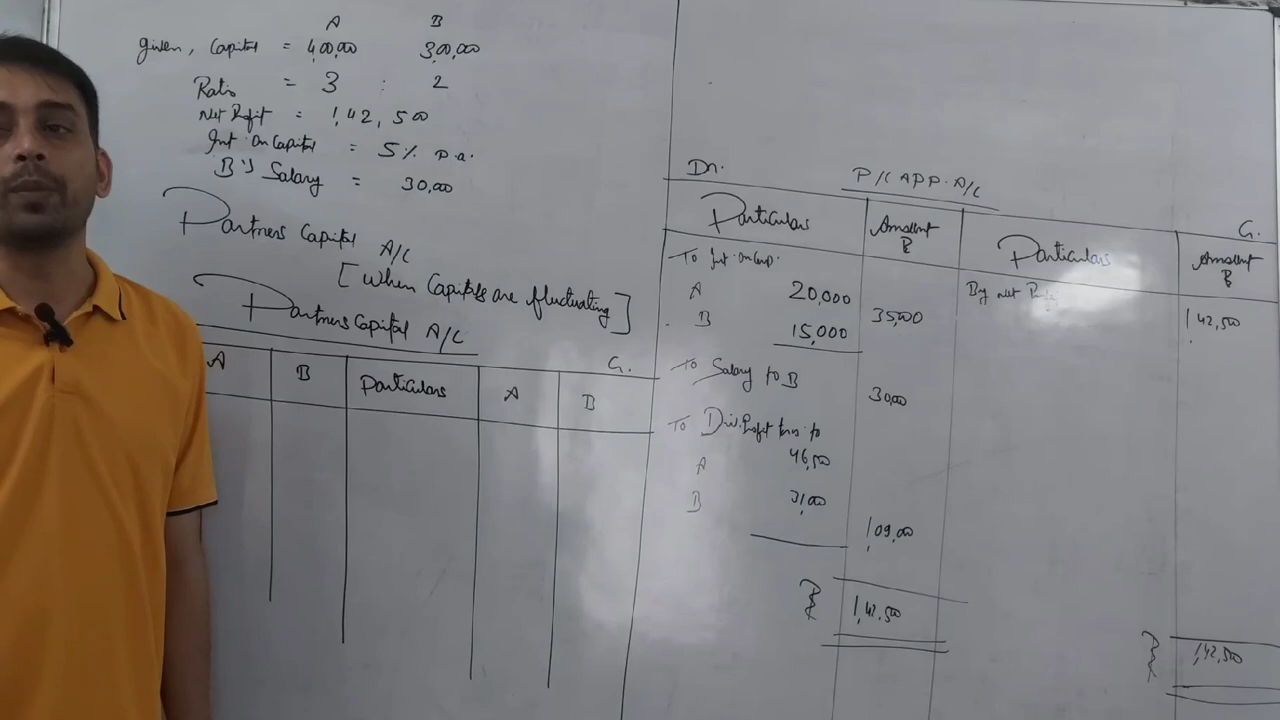 A B
Given, Capital = 4,00,000 3,00,000
Ratio = 3 : 2
Net Profit = 1,42,500
Int. On Capital = 5% p.a.
B's Salary = 30,000
Partners Capital A/C
[When Capitals are fluctuating]
Partners Capital A/C
Cr.
A B Particulars A B
Dr. P/L APP. A/C Cr.
Particulars Amount ₹ Particulars Amount ₹
To Int. on Cap. By net Profit 1,42,500
A 20,000
B 15,000 35,000
To Salary to B 30,000
To Div. Profit trns. to
A 46,500
B 31,000
1,09,000
₹ 1,42,500 ₹ 1,42,500